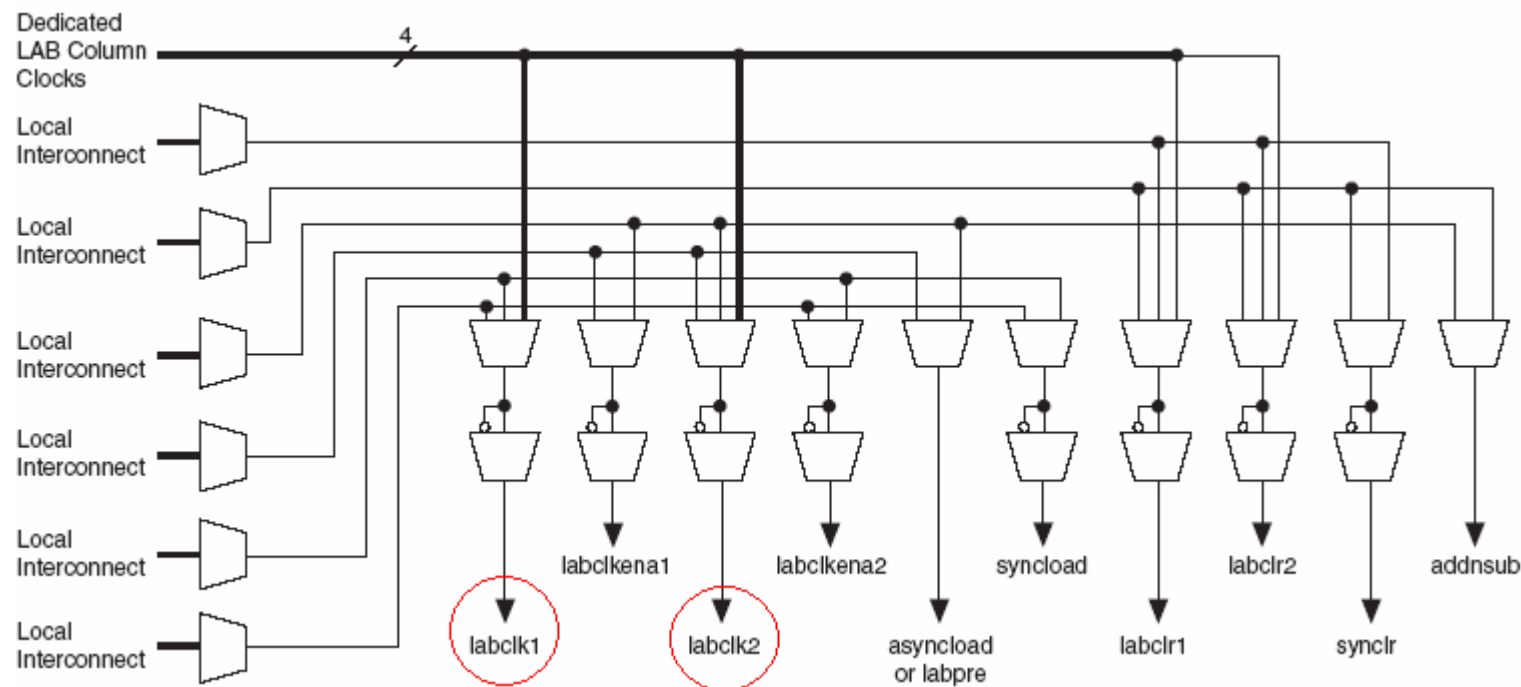 Dedicated
LAB Column
Clocks
4
Local
Interconnect
Local
Interconnect
Local
Interconnect
Local
Interconnect
Local
Interconnect
Local
Interconnect
labclkena1
labclkena2
syncload
labclr2
addnsub
labclk1
labclk2
asyncload
or labpre
labclr1
synclr